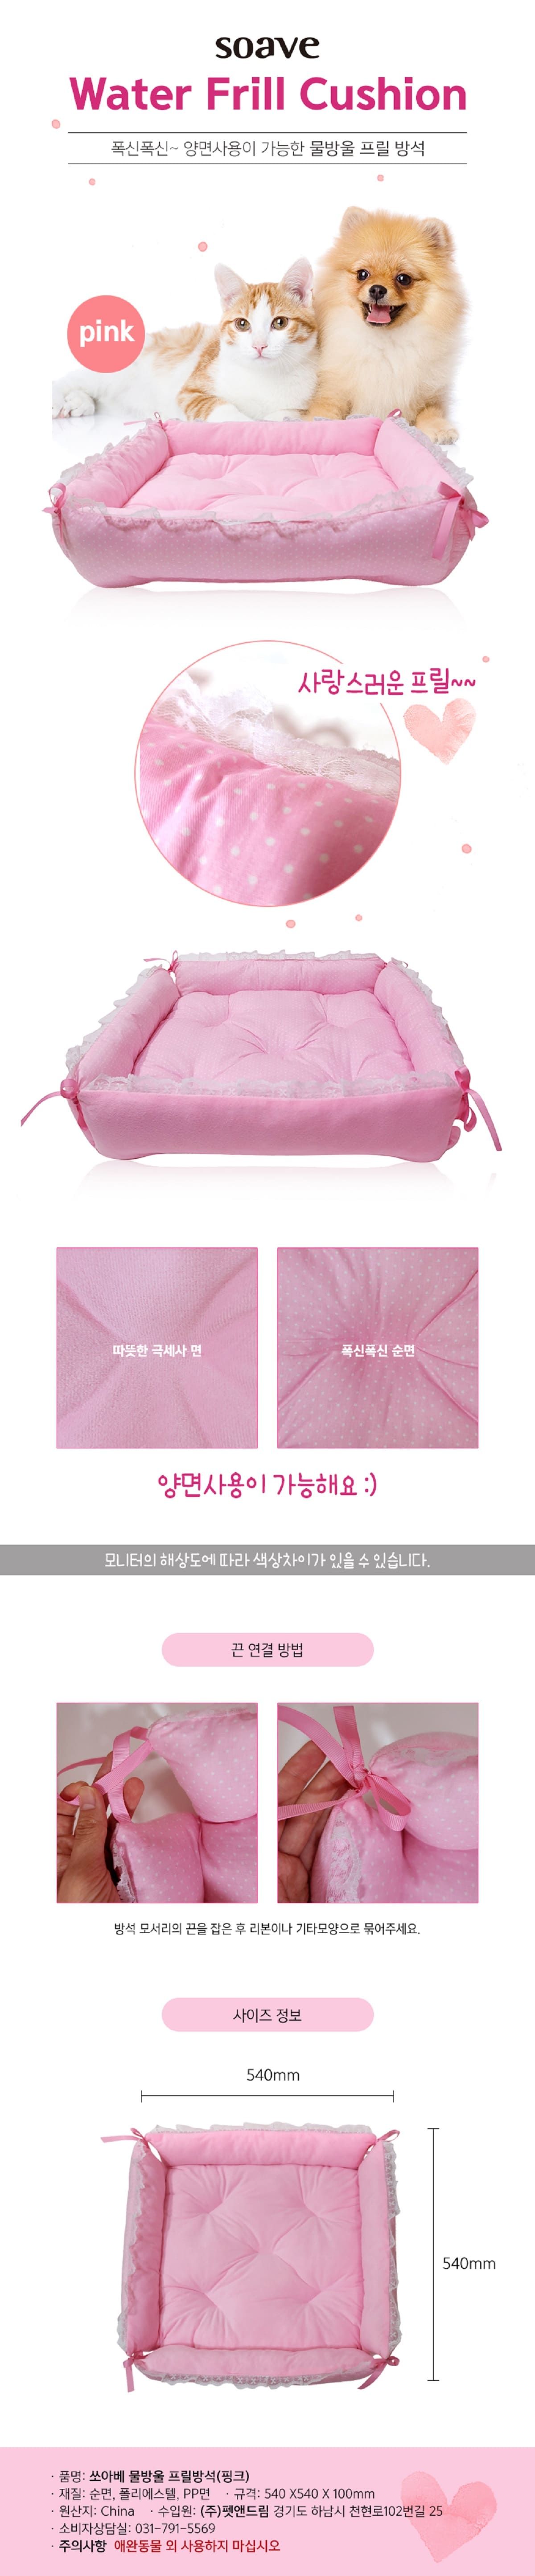 soave
Water Frill Cushion
폭신폭신~ 양면사용이 가능한 물방울 프릴 방석
pink
사랑스러운 프릴~~
따뜻한 극세사 면
폭신폭신 순면
양면사용이 가능해요 :)
모니터의 해상도에 따라 색상차이가 있을 수 있습니다.
끈 연결 방법
방석 모서리의 끈을 잡은 후 리본이나 기타모양으로 묶어주세요.
사이즈 정보
540mm
540mm
· 품명: 쏘아베 물방울 프릴방석(핑크)
· 재질: 순면, 폴리에스텔, PP면 · 규격: 540 X540 X 100mm
· 원산지: China · 수입원: (주)펫앤드림 경기도 하남시 천현로102번길 25
· 소비자상담실: 031-791-5569
· 주의사항 애완동물 외 사용하지 마십시오